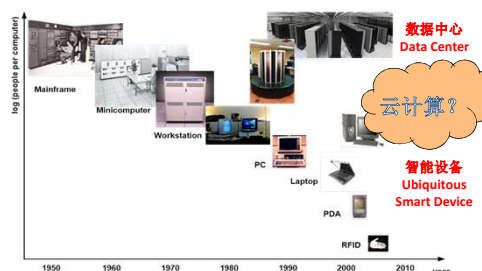 log (people per computer)
数据中心
Data Center
Mainframe
Minicomputer
Workstation
云计算？
PC
Laptop
智能设备
Ubiquitous
Smart Device
PDA
RFID
1950
1960
1970
1980
1990
2000
2010